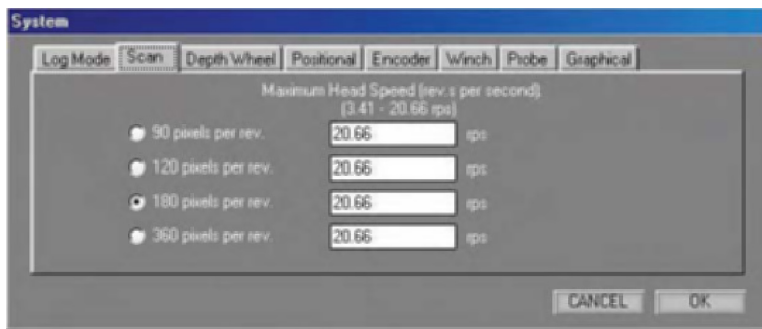 System
Log Mode Scan Depth Wheel Positional Encoder Winch Probe Graphical
Maximum Head Speed (rev.s per second)
(3.41 - 20.66 rps)
90 pixels per rev. 20.66 rps
120 pixels per rev. 20.66 rps
180 pixels per rev. 20.66 rps
360 pixels per rev. 20.66 rps
CANCEL OK